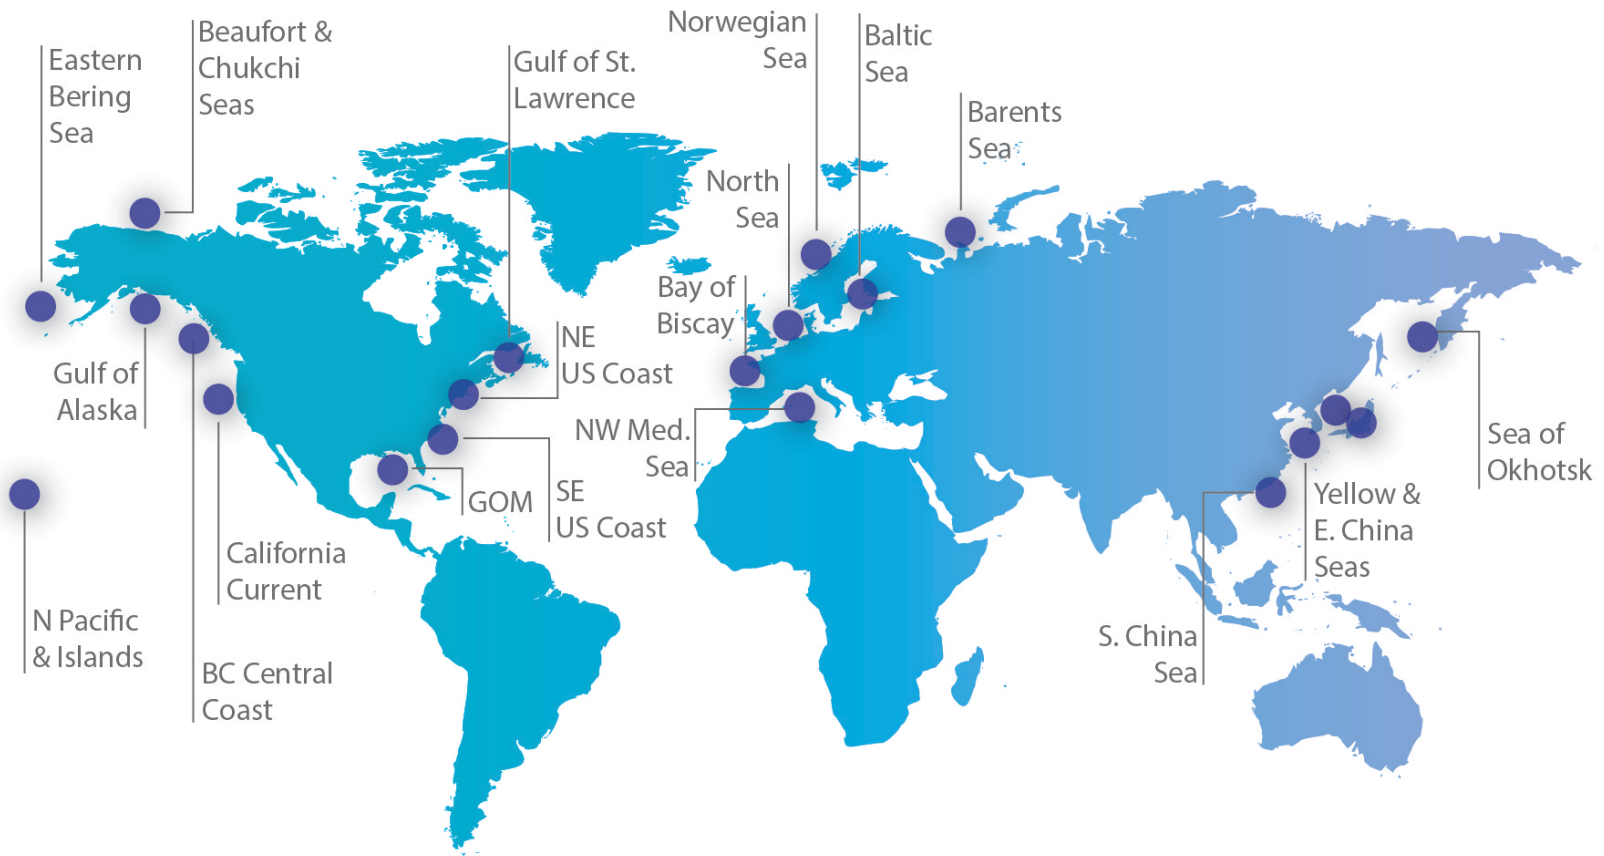 Eastern
Bering
Sea
Beaufort &
Chukchi
Seas
Gulf of St.
Lawrence
Norwegian
Sea
Baltic
Sea
Barents
Sea
North
Sea
Bay of
Biscay
NE
US Coast
Gulf of
Alaska
NW Med.
Sea
GOM
SE
US Coast
Sea of
Okhotsk
Yellow &
E. China
Seas
California
Current
N Pacific
& Islands
BC Central
Coast
S. China
Sea